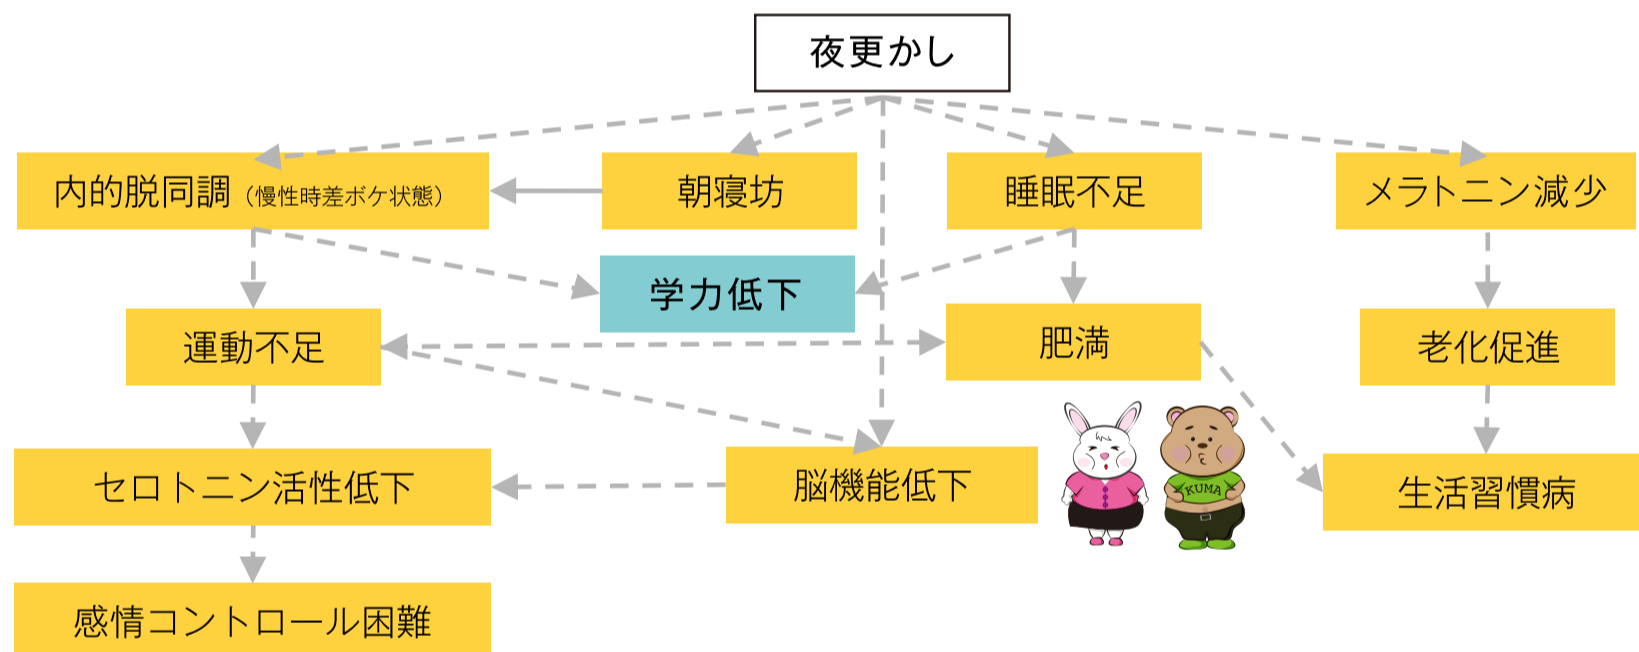 夜更かし
内的脱同調（慢性時差ボケ状態）
朝寝坊
睡眠不足
メラトニン減少
学力低下
運動不足
肥満
老化促進
セロトニン活性低下
脳機能低下
KUMA
生活習慣病
感情コントロール困難